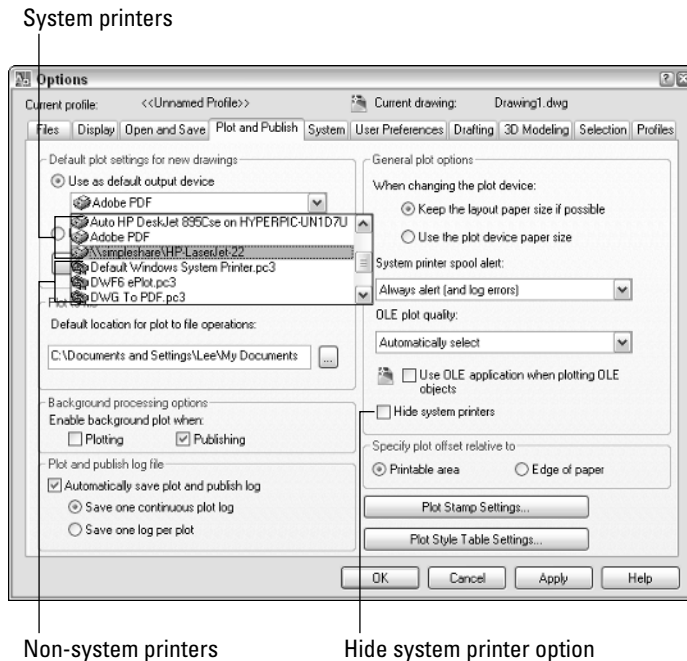 System printers
Options
Current profile: <<Unnamed Profile>> Current drawing: Drawing1.dwg
Files Display Open and Save Plot and Publish System User Preferences Drafting 3D Modeling Selection Profiles
Default plot settings for new drawings
Use as default output device
Adobe PDF
Auto HP DeskJet 895Cse on HYPERPIC-UN1D7U
Adobe PDF
\\simpleshare\HP-LaserJet-22
Default Windows System Printer.pc3
DWF6 ePlot.pc3
DWG To PDF.pc3
Default location for plot to file operations:
C:\Documents and Settings\Lee\My Documents ...
Background processing options
Enable background plot when:
Plotting Publishing
Plot and publish log file
Automatically save plot and publish log
Save one continuous plot log
Save one log per plot
General plot options
When changing the plot device:
Keep the layout paper size if possible
Use the plot device paper size
System printer spool alert:
Always alert (and log errors)
OLE plot quality:
Automatically select
Use OLE application when plotting OLE
objects
Hide system printers
Specify plot offset relative to
Printable area Edge of paper
Plot Stamp Settings...
Plot Style Table Settings...
OK Cancel Apply Help
Non-system printers Hide system printer option